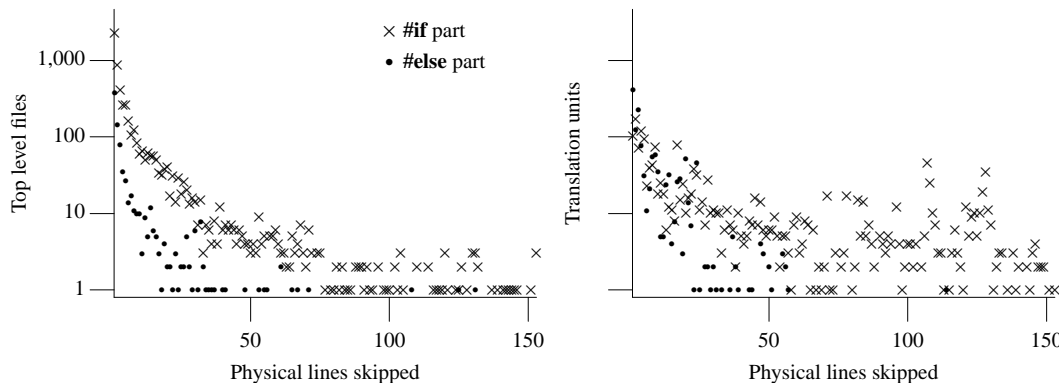 #if part
#else part
1,000
100
10
1
Top level files
50
100
150
Physical lines skipped
Translation units
50
100
150
Physical lines skipped